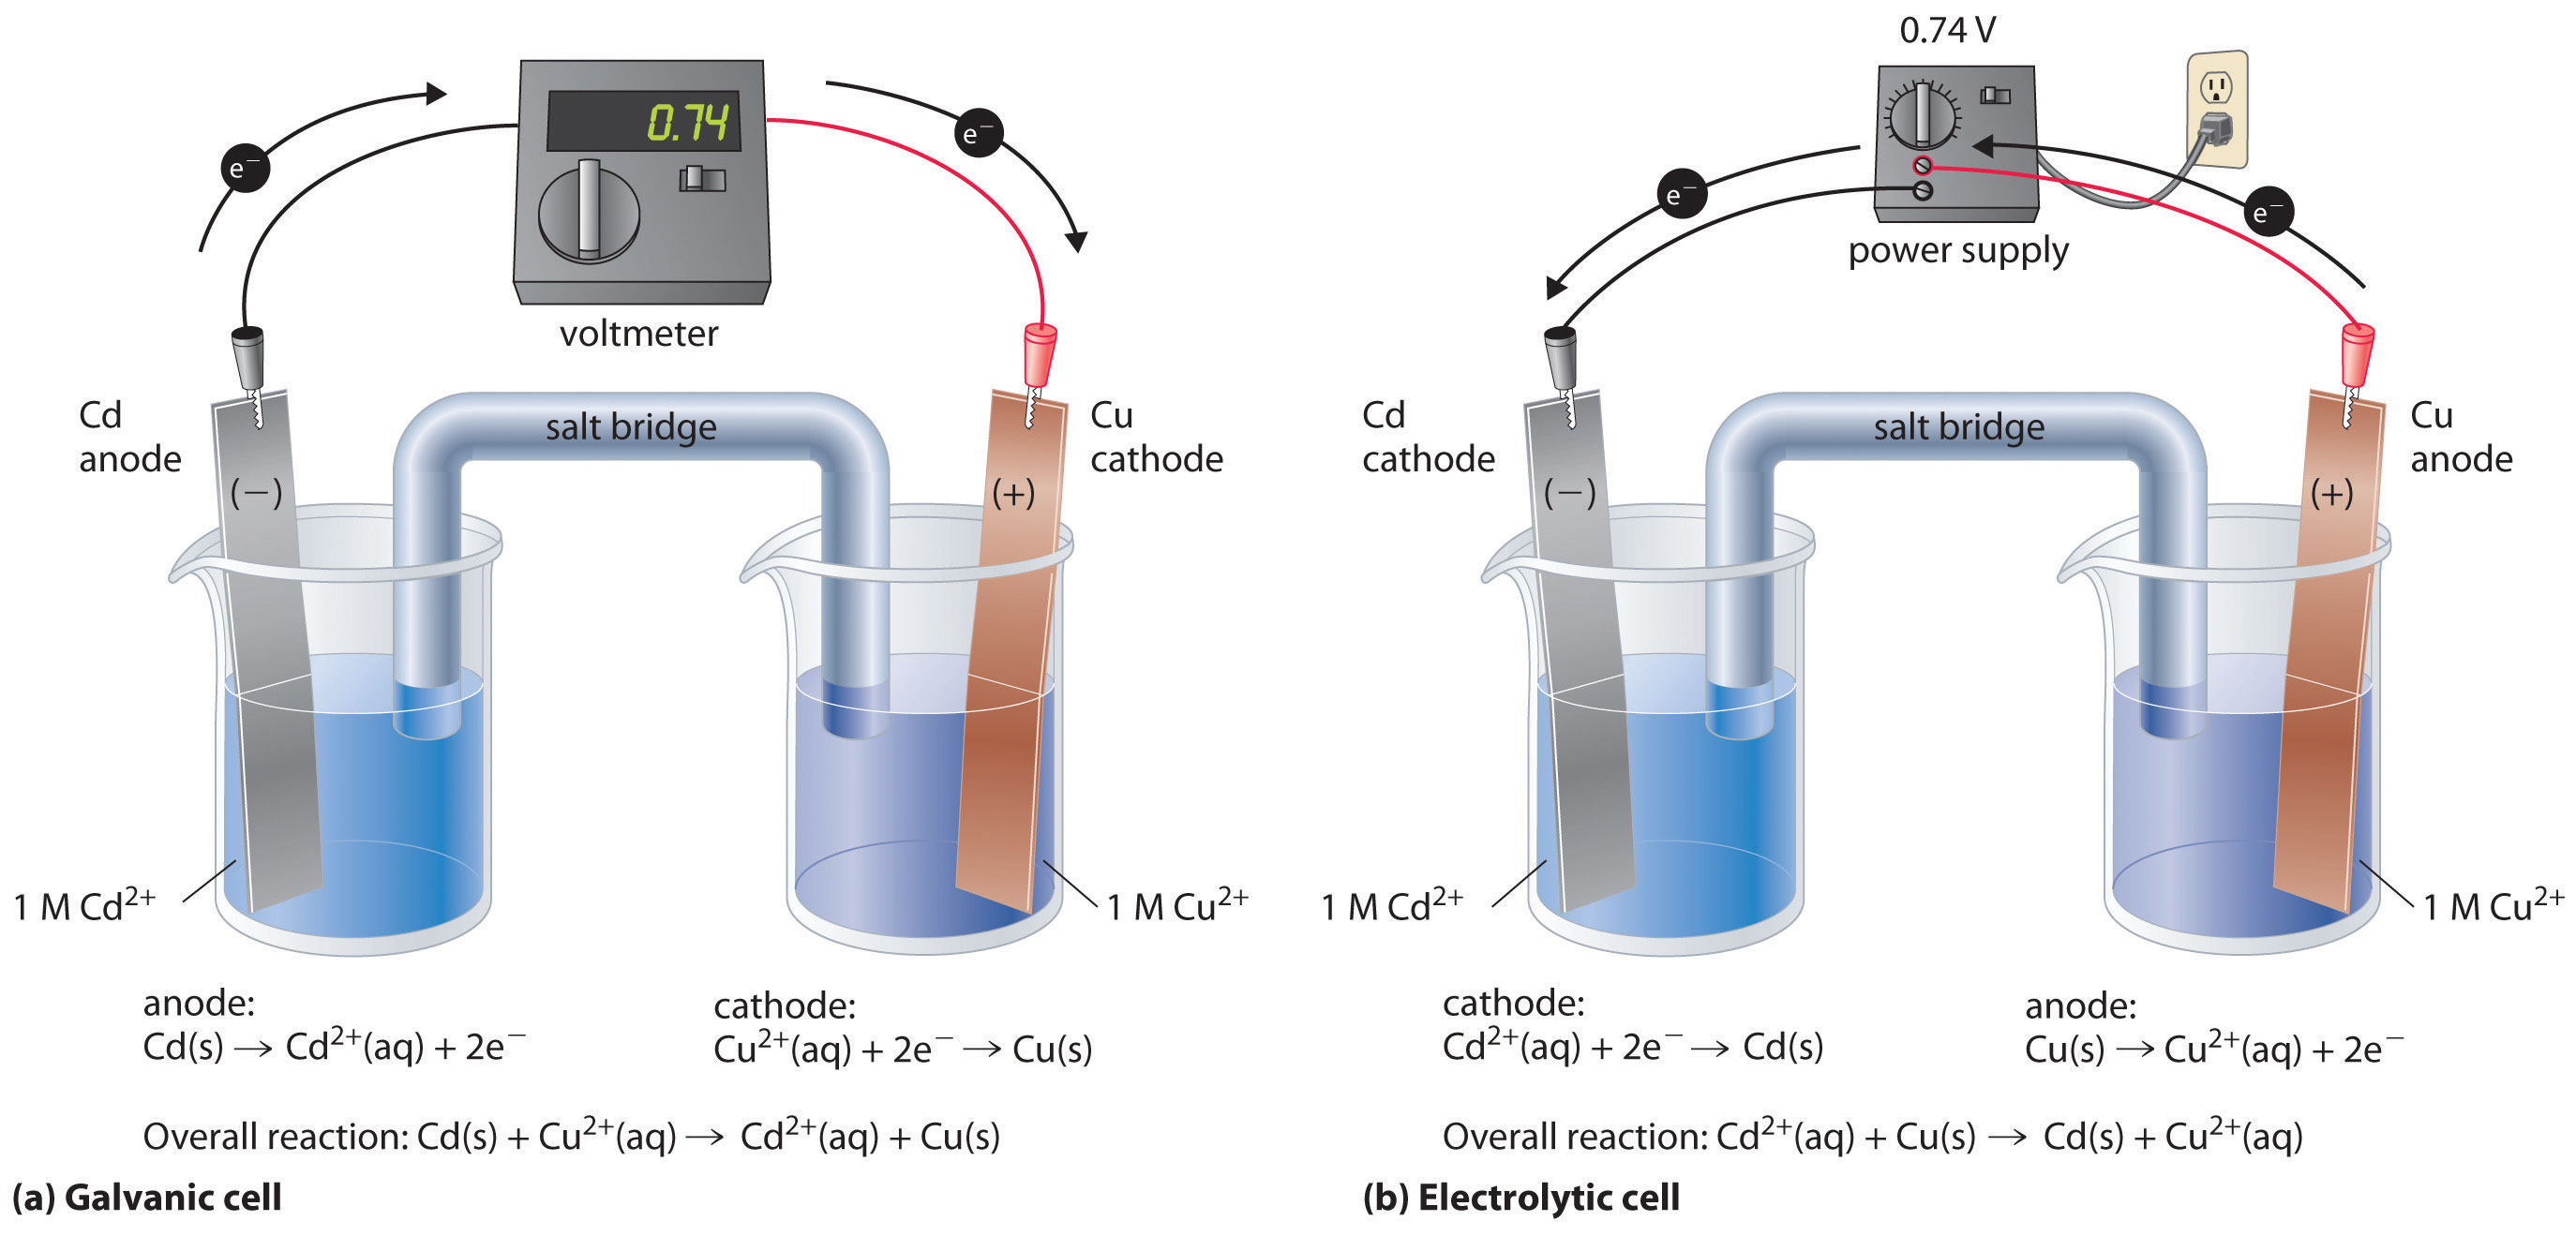 0.74
e−
e−
voltmeter
Cd
anode
(−)
salt bridge
(+)
Cu
cathode
1 M Cd2+
1 M Cu2+
anode:
Cd(s) → Cd2+(aq) + 2e−
cathode:
Cu2+(aq) + 2e− → Cu(s)
Overall reaction: Cd(s) + Cu2+(aq) → Cd2+(aq) + Cu(s)
(a) Galvanic cell
0.74 V
e−
e−
power supply
Cd
cathode
(−)
salt bridge
(+)
Cu
anode
1 M Cd2+
1 M Cu2+
cathode:
Cd2+(aq) + 2e− → Cd(s)
anode:
Cu(s) → Cu2+(aq) + 2e−
Overall reaction: Cd2+(aq) + Cu(s) → Cd(s) + Cu2+(aq)
(b) Electrolytic cell